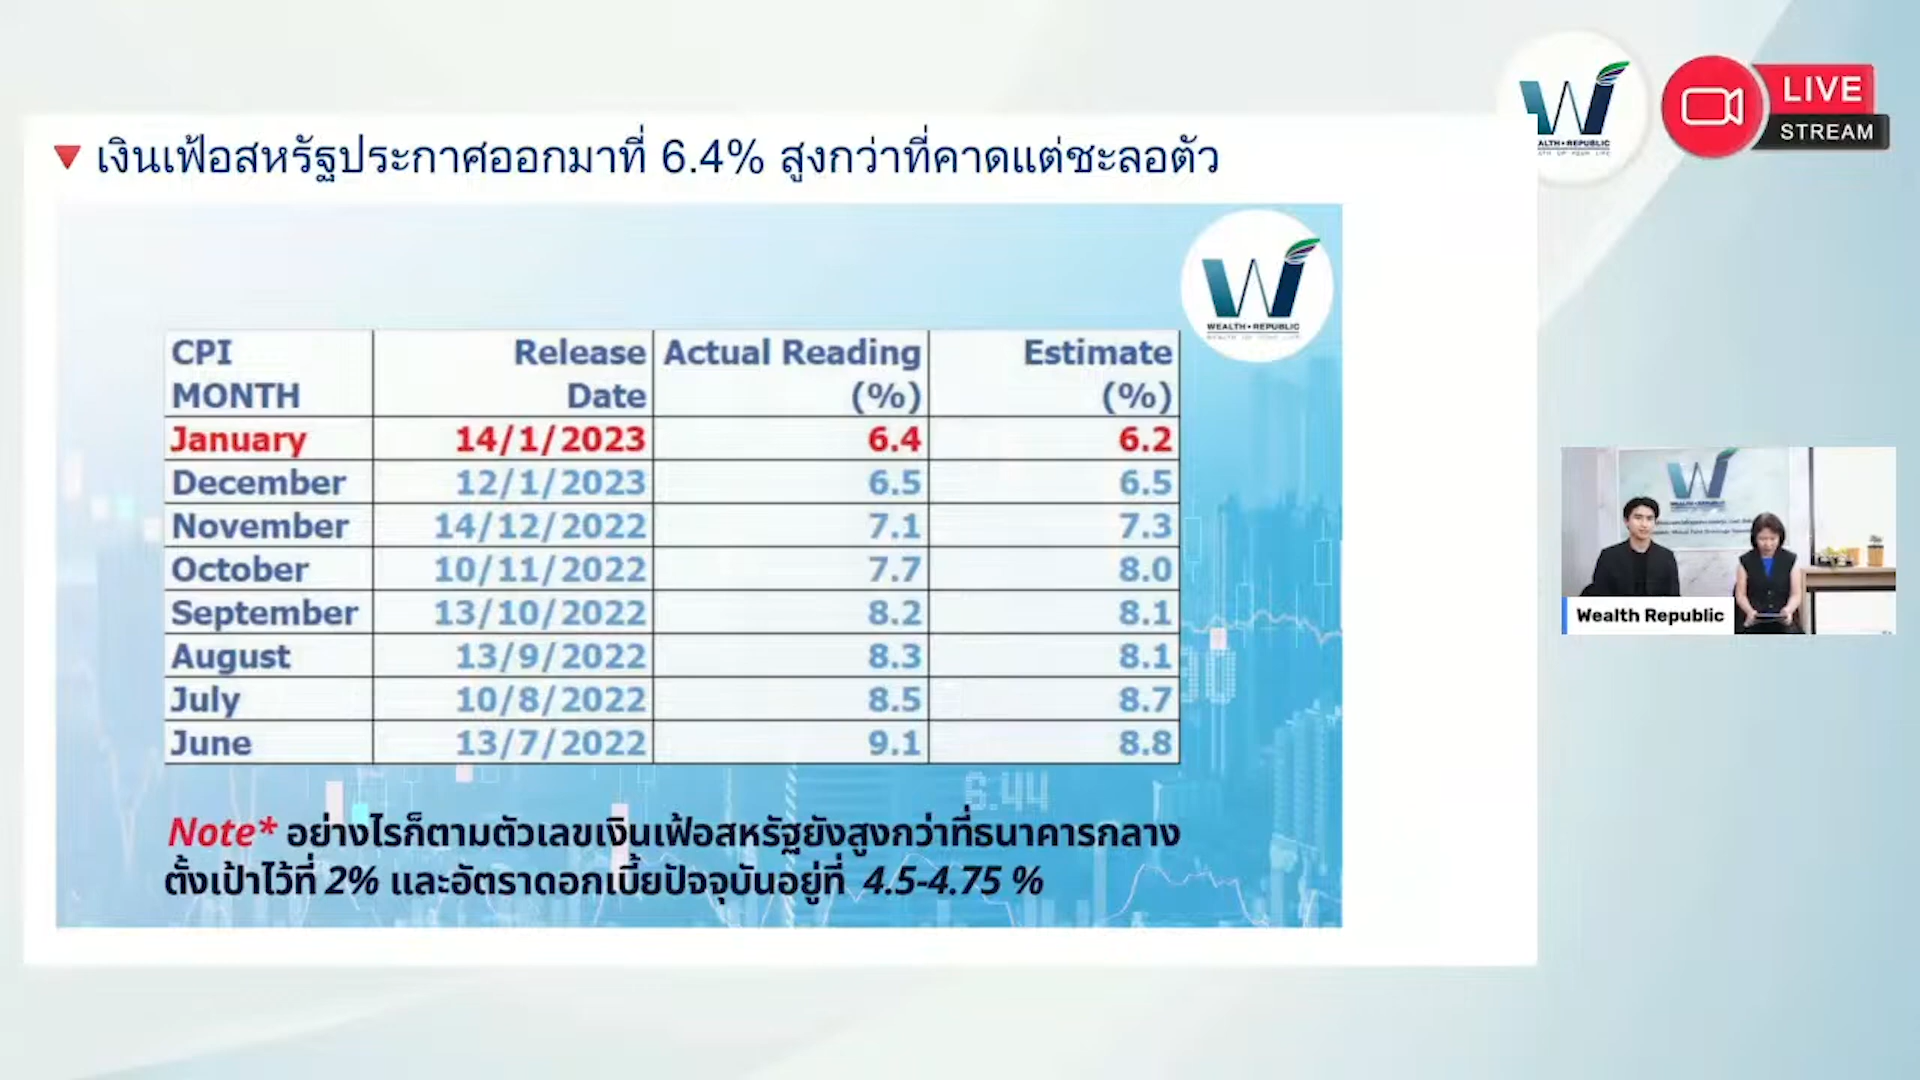 LIVE
STREAM
ALTH•REPUBLIC
เงินเฟ้อสหรัฐประกาศออกมาที่ 6.4% สูงกว่าที่คาดแต่ชะลอตัว
WEALTH•REPUBLIC
CPI MONTH Release Date Actual Reading (%) Estimate (%)
January 14/1/2023 6.4 6.2
December 12/1/2023 6.5 6.5
November 14/12/2022 7.1 7.3
October 10/11/2022 7.7 8.0
September 13/10/2022 8.2 8.1
August 13/9/2022 8.3 8.1
July 10/8/2022 8.5 8.7
June 13/7/2022 9.1 8.8
Note* อย่างไรก็ตามตัวเลขเงินเฟ้อสหรัฐยังสูงกว่าที่ธนาคารกลาง
ตั้งเป้าไว้ที่ 2% และอัตราดอกเบี้ยปัจจุบันอยู่ที่ 4.5-4.75 %
Wealth Republic